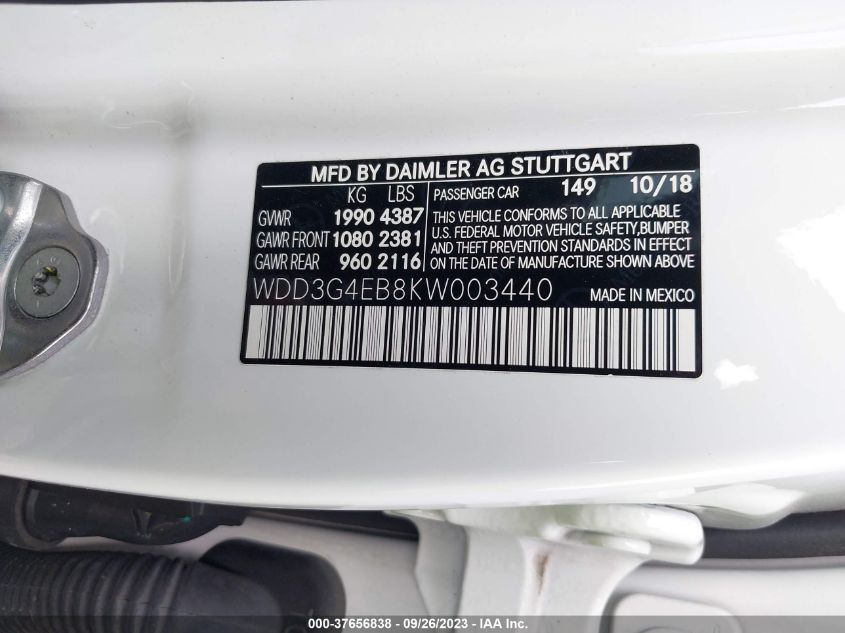 MFD BY DAIMLER AG STUTTGART
KG LBS
GVWR 1990 4387
GAWR FRONT 1080 2381
GAWR REAR 960 2116
PASSENGER CAR 149 10/18
THIS VEHICLE CONFORMS TO ALL APPLICABLE
U.S. FEDERAL MOTOR VEHICLE SAFETY,BUMPER
AND THEFT PREVENTION STANDARDS IN EFFECT
ON THE DATE OF MANUFACTURE SHOWN ABOVE
WDD3G4EB8KW003440 MADE IN MEXICO
000-37656838 - 09/26/2023 - © IAA Inc.